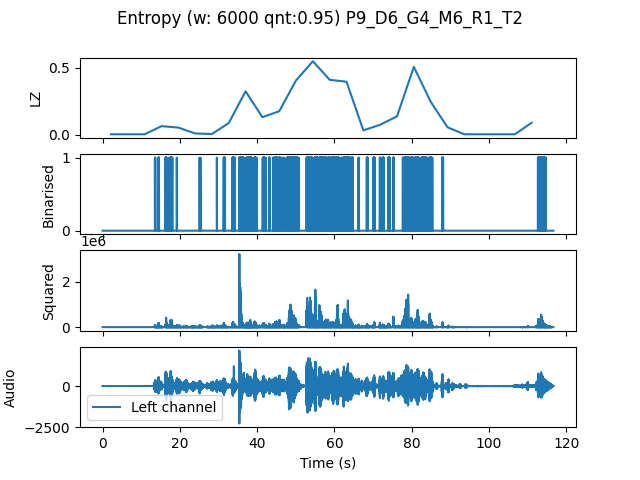 Entropy (w: 6000 qnt:0.95) P9_D6_G4_M6_R1_T2
LZ
0.5
0.0
Binarised
1
0
1e6
Squared
2
0
Audio
0
−2500
Left channel
0 20 40 60 80 100 120
Time (s)